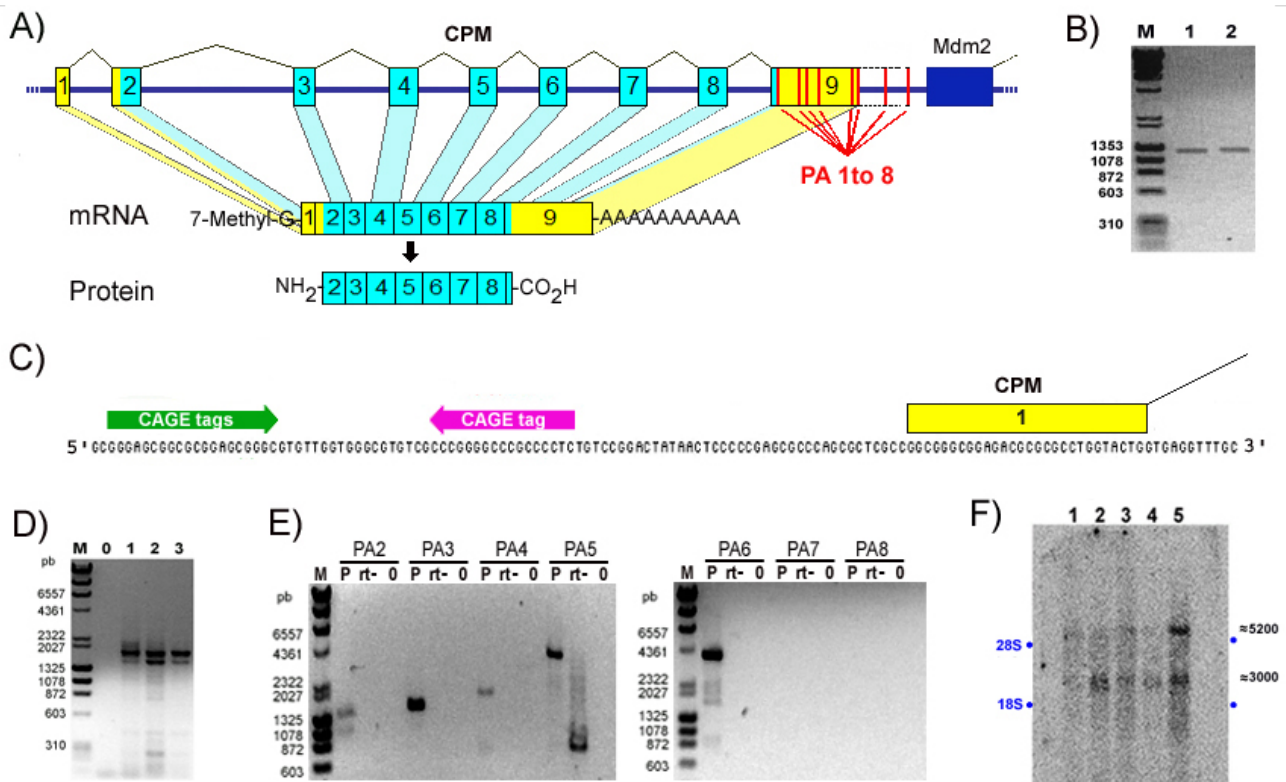 A)
CPM
Mdm2
1 2 3 4 5 6 7 8 9
PA 1to 8
mRNA
7-Methyl-G 1 2 3 4 5 6 7 8 9 AAAAAAAAAA
Protein
NH2 2 3 4 5 6 7 8 CO2H
B)
M 1 2
1353
1078
872
603
310
C)
CPM
CAGE tags
CAGE tag
1
5' GCGGGAGCGGCGCGGAGCGGGCGTGTTGGTGGGCGTGTCGCCCGGGGCCCGCCCCTCTGTCCGGACTATAACTCCCCCGAGCGCCCAGCGCTCGCCGGCGGGCGGAGACGCGCGCCTGGTACTGGTGAGGTTTGC 3'
D)
M 0 1 2 3
pb
6557
4361
2322
2027
1325
1078
872
603
310
E)
PA2 PA3 PA4 PA5
M P rt- 0 P rt- 0 P rt- 0 P rt- 0
pb
6557
4361
2322
2027
1325
1078
872
603
PA6 PA7 PA8
M P rt- 0 P rt- 0 P rt- 0
pb
6557
4361
2322
2027
1325
1078
872
603
F)
1 2 3 4 5
28S
18S
≈5200
≈3000